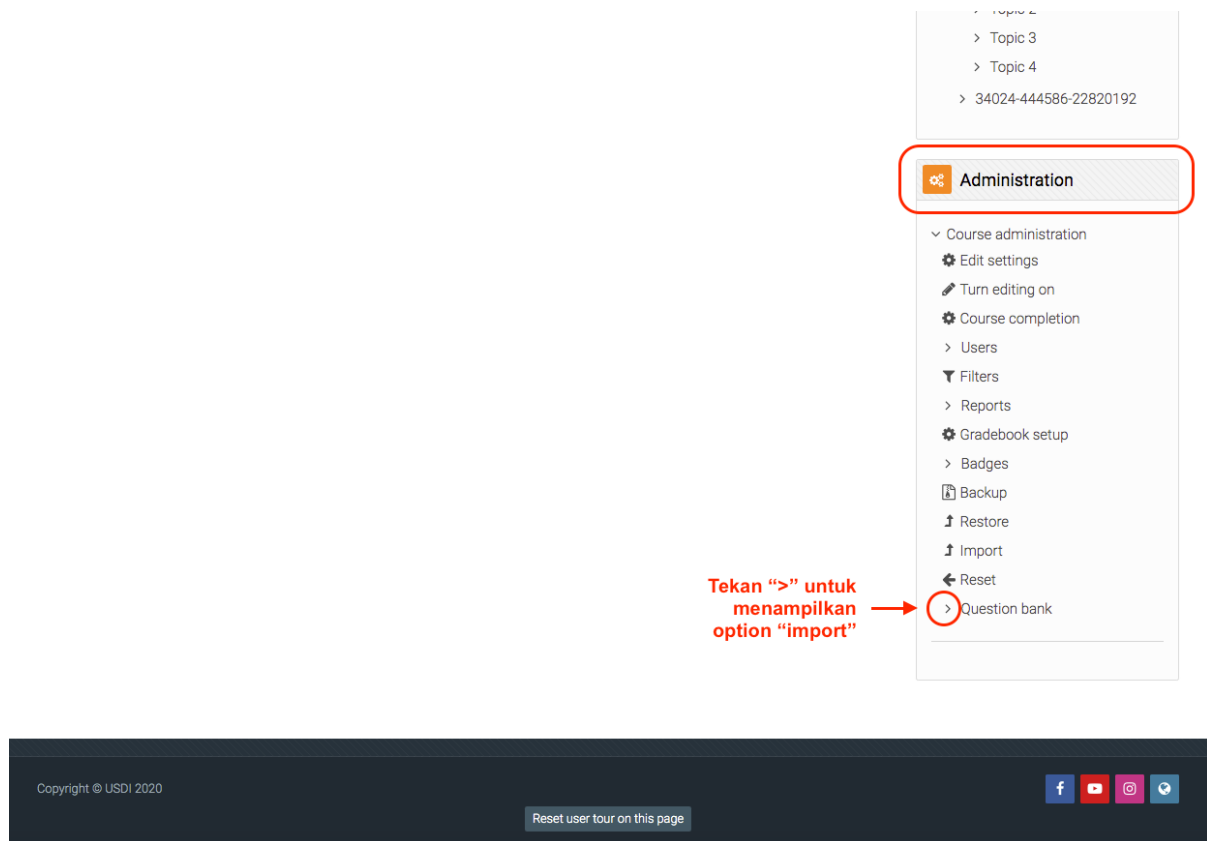 > Topic 2
> Topic 3
> Topic 4
> 34024-444586-22820192
Administration
Course administration
Edit settings
Turn editing on
Course completion
> Users
Filters
> Reports
Gradebook setup
> Badges
Backup
Restore
Import
Reset
> Question bank
Tekan “>” untuk
menampilkan
option “import”
Copyright © USDI 2020
Reset user tour on this page